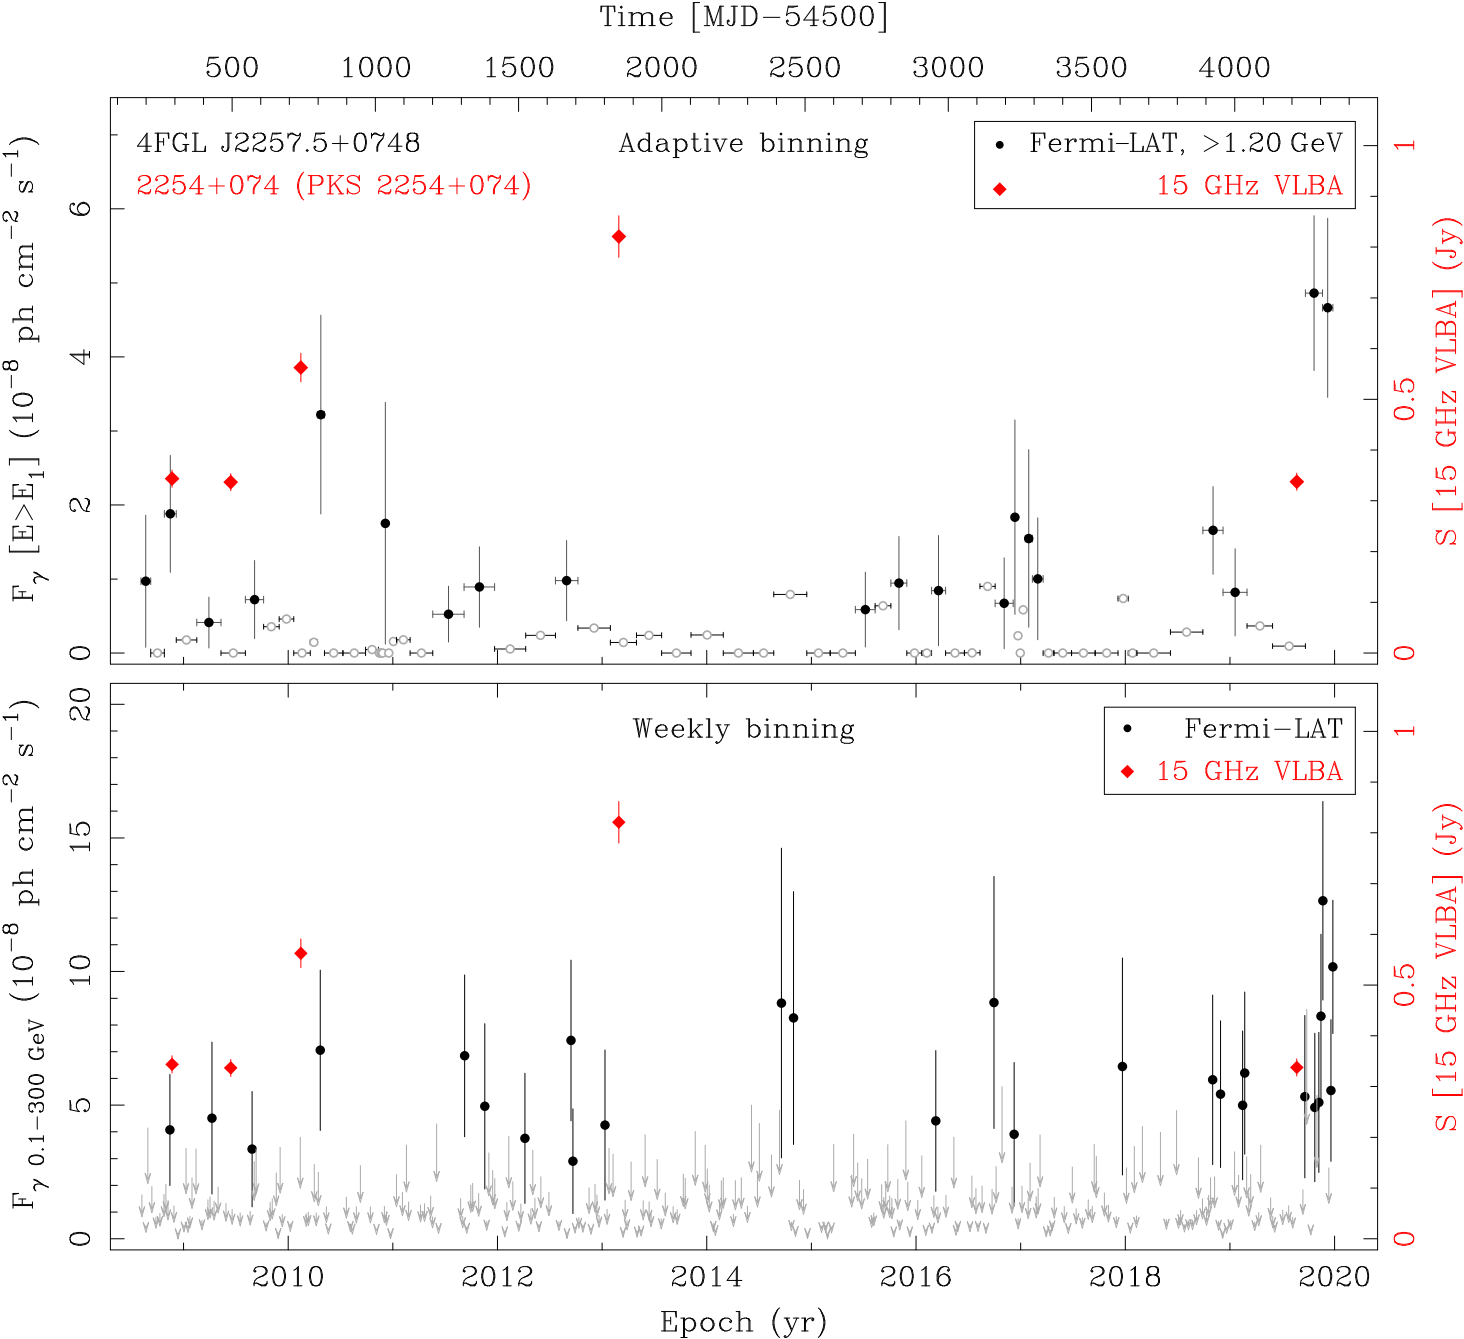 Time [MJD−54500]
500 1000 1500 2000 2500 3000 3500 4000
4FGL J2257.5+0748
2254+074 (PKS 2254+074)
Adaptive binning
Fermi−LAT, >1.20 GeV
15 GHz VLBA
F_γ [E>E_1] (10^−8 ph cm^−2 s^−1)
6
4
2
0
1
0.5
0
S [15 GHz VLBA] (Jy)
Weekly binning
Fermi−LAT
15 GHz VLBA
F_γ 0.1−300 GeV (10^−8 ph cm^−2 s^−1)
20
15
10
5
0
1
0.5
0
S [15 GHz VLBA] (Jy)
2010 2012 2014 2016 2018 2020
Epoch (yr)